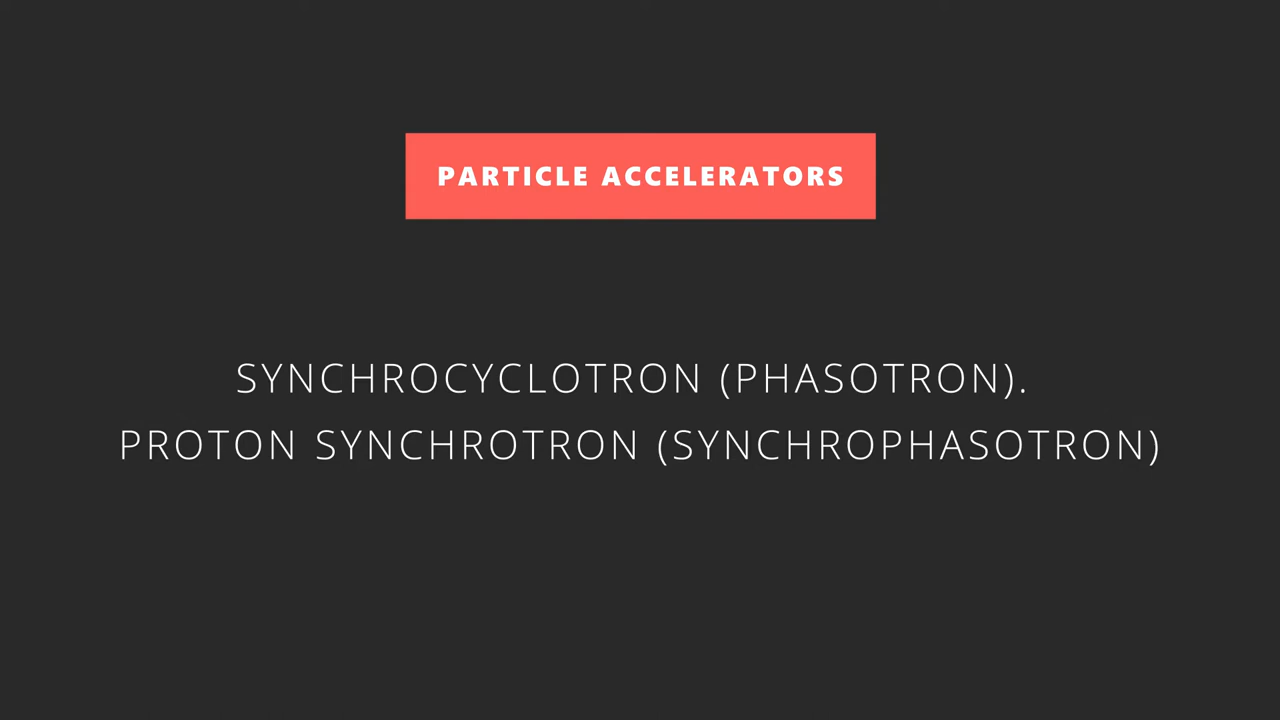 PARTICLE ACCELERATORS
SYNCHROCYCLOTRON (PHASOTRON).
PROTON SYNCHROTRON (SYNCHROPHASOTRON)